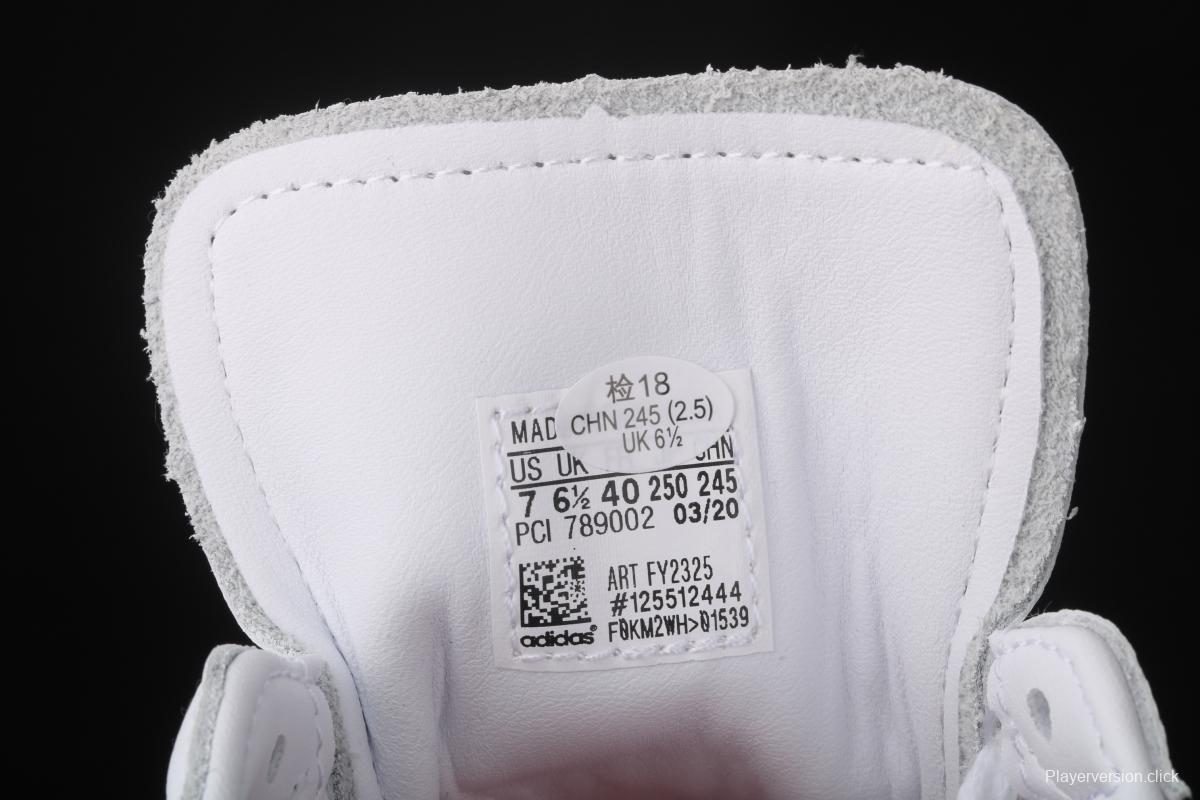 检18
CHN 245 (2.5)
UK 6½
MAD
US UK CHN
7 6½ 40 250 245
PCI 789002 03/20
ART FY2325
#125512444
F0KM2WH>01539
adidas®
Playerversion.click